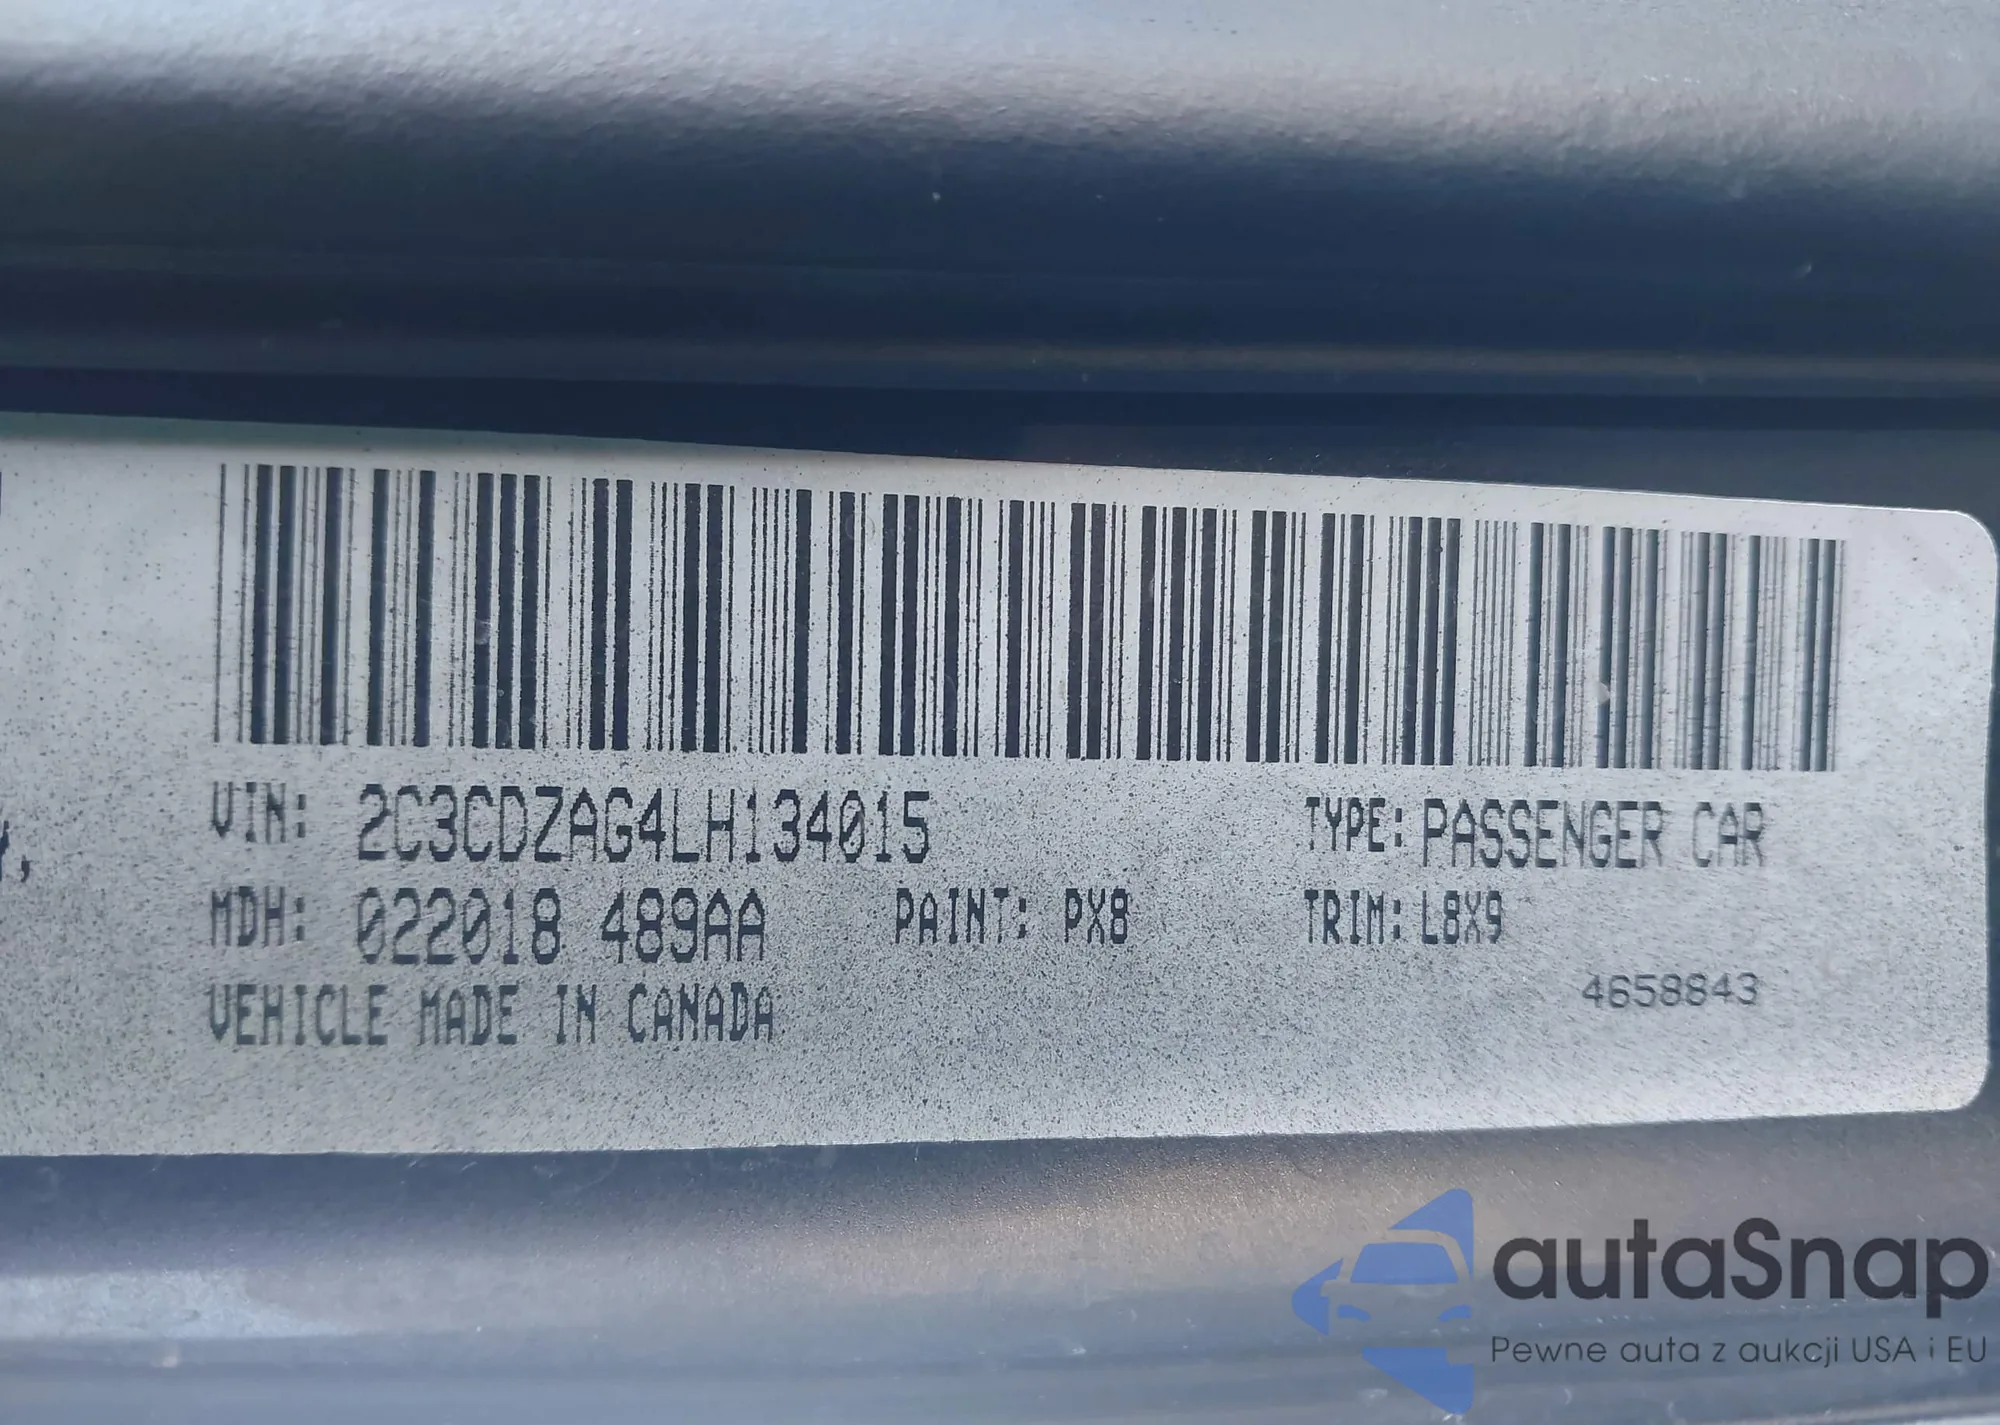 VIN: 2C3CDZAG4LH134015 TYPE: PASSENGER CAR
MDH: 022018 489AA PAINT: PX8 TRIM: L8X9
4658843
VEHICLE MADE IN CANADA
autaSnap
Pewne auta z aukcji USA i EU